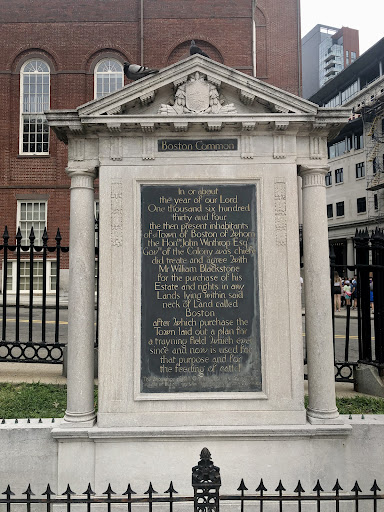 Boston Common
In or about
the year of our Lord
One thousand six hundred
thirty and four
the then present inhabitants
of Town of Boston of Whom
the Honble John Winthrop Esq
Govr of the Colony was chief
did treate and agree with
Mr William Blackstone
for the purchase of his
Estate and rights in any
Lands lying within said
neck of Land called
Boston
after which purchase the
Town laid out a plan for
a trayning field which ever
since and now is used for
that purpose and for
the feeding of cattell